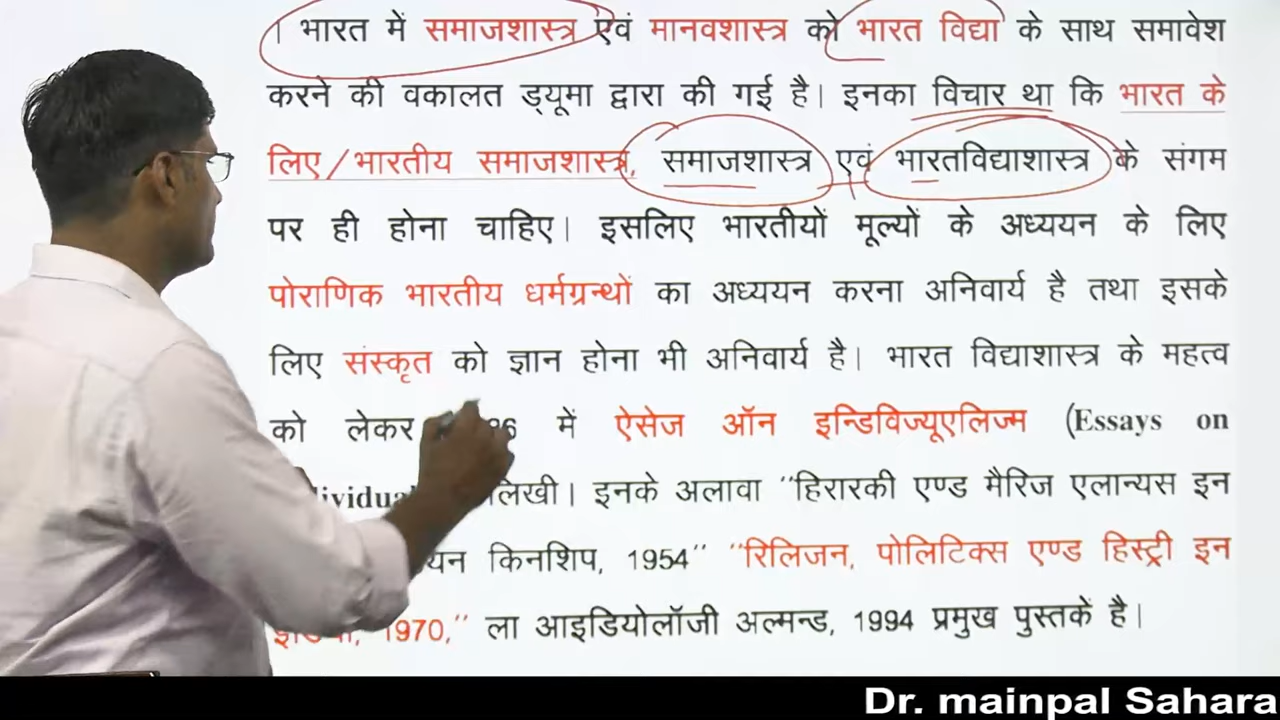 । भारत में समाजशास्त्र एवं मानवशास्त्र को भारत विद्या के साथ समावेश
करने की वकालत ड्यूमा द्वारा की गई है। इनका विचार था कि भारत के
लिए/भारतीय समाजशास्त्र, समाजशास्त्र एवं भारतविद्याशास्त्र के संगम
पर ही होना चाहिए। इसलिए भारतीयों मूल्यों के अध्ययन के लिए
पोराणिक भारतीय धर्मग्रन्थों का अध्ययन करना अनिवार्य है तथा इसके
लिए संस्कृत को ज्ञान होना भी अनिवार्य है। भारत विद्याशास्त्र के महत्व
को लेकर में ऐसेज ऑन इन्डिविज्यूएलिज्म (Essays on
लिखी। इनके अलावा "हिरारकी एण्ड मैरिज एलान्यस इन
किनशिप, 1954" "रिलिजन, पोलिटिक्स एण्ड हिस्ट्री इन
1970," ला आइडियोलॉजी अल्मन्ड, 1994 प्रमुख पुस्तकें है।
Dr. mainpal Sahara